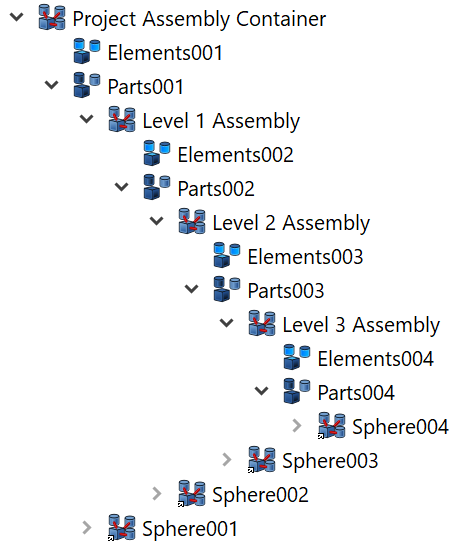 Project Assembly Container
Elements001
Parts001
Level 1 Assembly
Elements002
Parts002
Level 2 Assembly
Elements003
Parts003
Level 3 Assembly
Elements004
Parts004
Sphere004
Sphere003
Sphere002
Sphere001